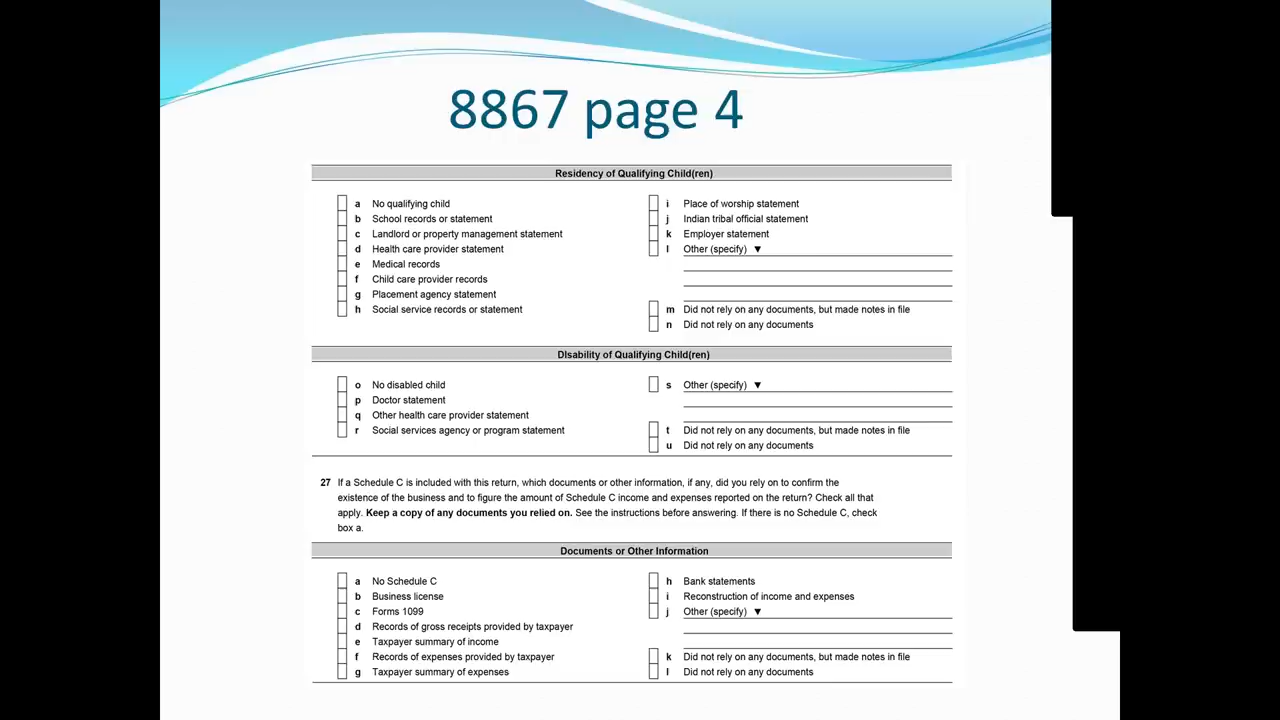 8867 page 4
Residency of Qualifying Child(ren)
a No qualifying child
b School records or statement
c Landlord or property management statement
d Health care provider statement
e Medical records
f Child care provider records
g Placement agency statement
h Social service records or statement
i Place of worship statement
j Indian tribal official statement
k Employer statement
l Other (specify) ▼
m Did not rely on any documents, but made notes in file
n Did not rely on any documents
DIsability of Qualifying Child(ren)
o No disabled child
p Doctor statement
q Other health care provider statement
r Social services agency or program statement
s Other (specify) ▼
t Did not rely on any documents, but made notes in file
u Did not rely on any documents
27 If a Schedule C is included with this return, which documents or other information, if any, did you rely on to confirm the
existence of the business and to figure the amount of Schedule C income and expenses reported on the return? Check all that
apply. Keep a copy of any documents you relied on. See the instructions before answering. If there is no Schedule C, check
box a.
Documents or Other Information
a No Schedule C
b Business license
c Forms 1099
d Records of gross receipts provided by taxpayer
e Taxpayer summary of income
f Records of expenses provided by taxpayer
g Taxpayer summary of expenses
h Bank statements
i Reconstruction of income and expenses
j Other (specify) ▼
k Did not rely on any documents, but made notes in file
l Did not rely on any documents